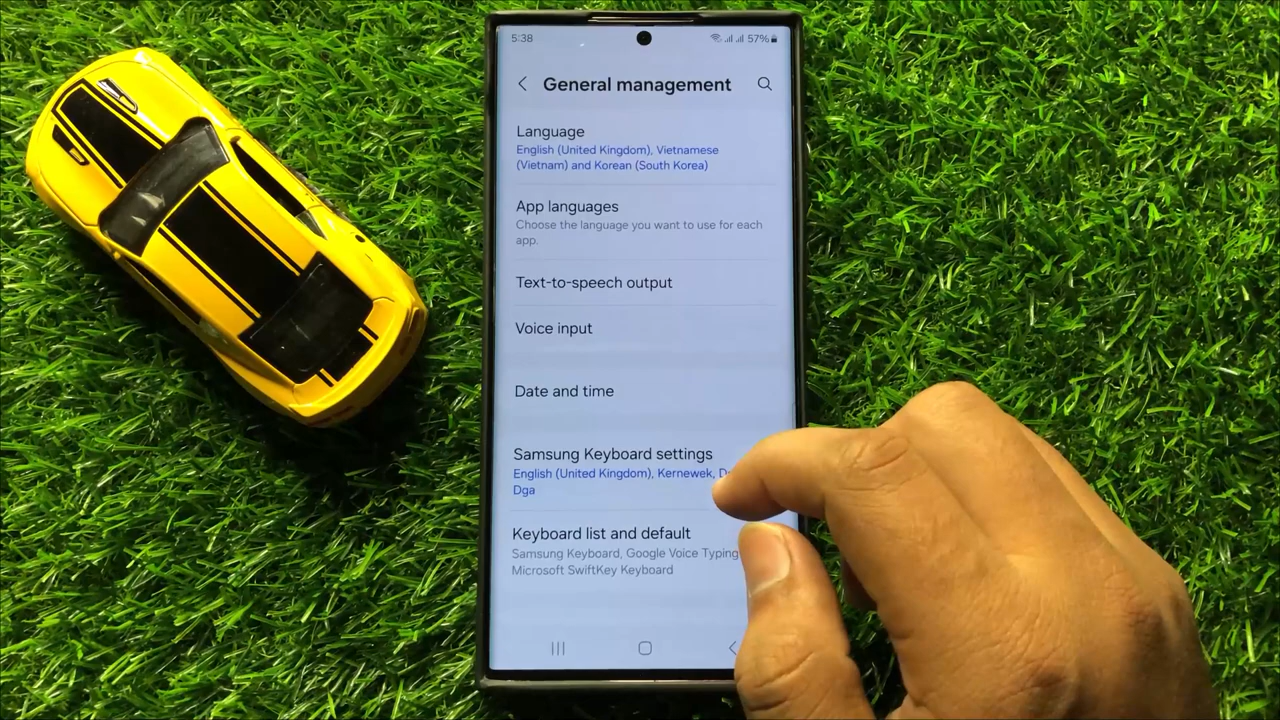 5:38
57%
General management
Language
English (United Kingdom), Vietnamese
(Vietnam) and Korean (South Korea)
App languages
Choose the language you want to use for each
app.
Text-to-speech output
Voice input
Date and time
Samsung Keyboard settings
English (United Kingdom), Kernewek,
Dga
Keyboard list and default
Samsung Keyboard, Google Voice Typing
Microsoft SwiftKey Keyboard